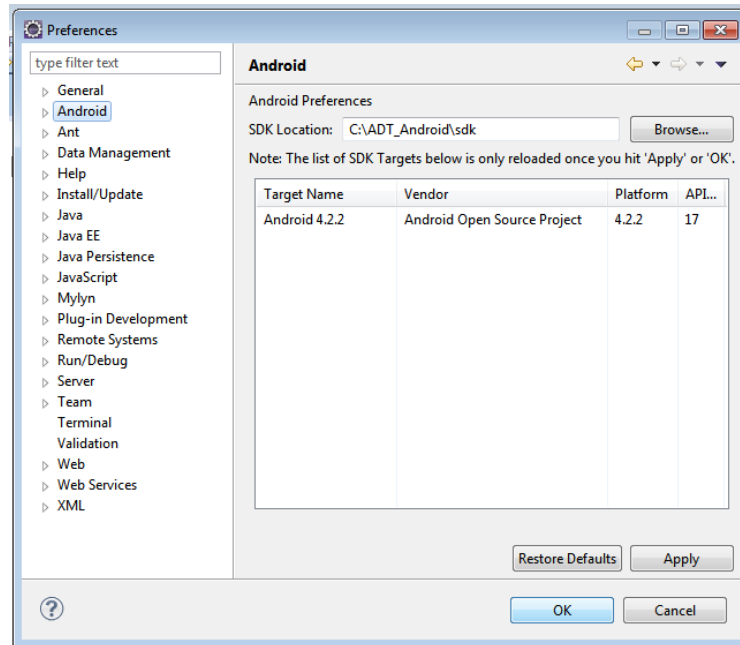 Preferences
type filter text
General
Android
Ant
Data Management
Help
Install/Update
Java
Java EE
Java Persistence
JavaScript
Mylyn
Plug-in Development
Remote Systems
Run/Debug
Server
Team
Terminal
Validation
Web
Web Services
XML
Android
Android Preferences
SDK Location: C:\ADT_Android\sdk Browse...
Note: The list of SDK Targets below is only reloaded once you hit 'Apply' or 'OK'.
Target Name Vendor Platform API...
Android 4.2.2 Android Open Source Project 4.2.2 17
Restore Defaults Apply
? OK Cancel